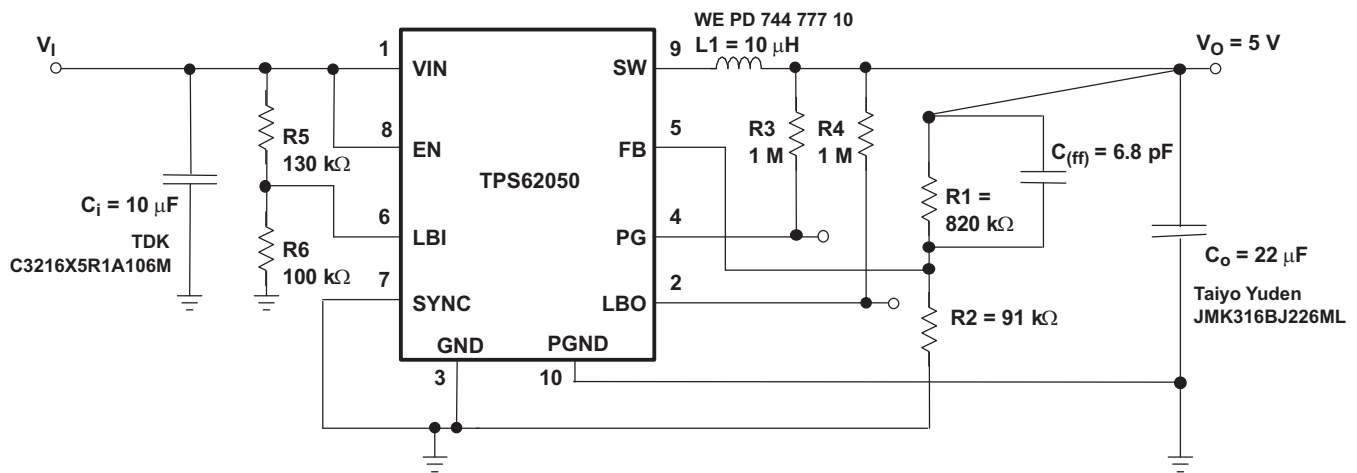 WE PD 744 777 10
V_I
1
9
L1 = 10 μH
V_O = 5 V
VIN
SW
8
R5
130 kΩ
EN
5
FB
R3
1 M
R4
1 M
C_(ff) = 6.8 pF
TPS62050
C_i = 10 μF
TDK
C3216X5R1A106M
6
LBI
4
PG
R1 =
820 kΩ
R6
100 kΩ
7
SYNC
2
LBO
C_o = 22 μF
Taiyo Yuden
JMK316BJ226ML
R2 = 91 kΩ
GND
PGND
3
10